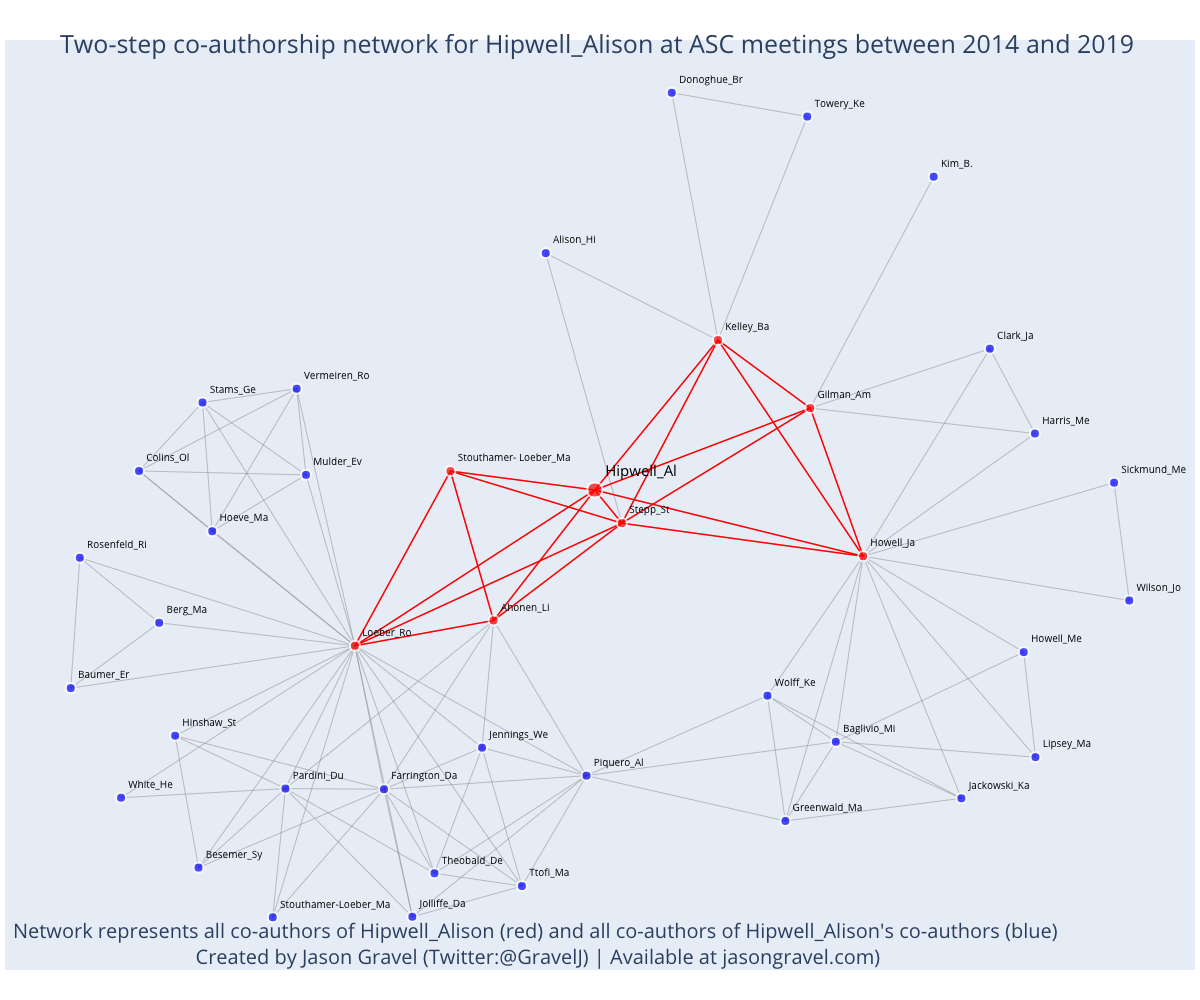 Two-step co-authorship network for Hipwell_Alison at ASC meetings between 2014 and 2019
Donoghue_Br
Towery_Ke
Kim_B.
Alison_Hi
Kelley_Ba
Clark_Ja
Vermeiren_Ro
Stams_Ge
Gilman_Am
Harris_Me
Colins_Ol
Mulder_Ev
Stouthamer- Loeber_Ma
Hipwell_Al
Sickmund_Me
Hoeve_Ma
Stepp_St
Rosenfeld_Ri
Howell_Ja
Wilson_Jo
Berg_Ma
Ahonen_Li
Loeber_Ro
Howell_Me
Baumer_Er
Wolff_Ke
Hinshaw_St
Jennings_We
Baglivio_Mi
Lipsey_Ma
White_He
Pardini_Du
Farrington_Da
Piquero_Al
Jackowski_Ka
Greenwald_Ma
Besemer_Sy
Theobald_De
Ttofi_Ma
Stouthamer-Loeber_Ma
Jolliffe_Da
Network represents all co-authors of Hipwell_Alison (red) and all co-authors of Hipwell_Alison's co-authors (blue)
Created by Jason Gravel (Twitter:@GravelJ) | Available at jasongravel.com)